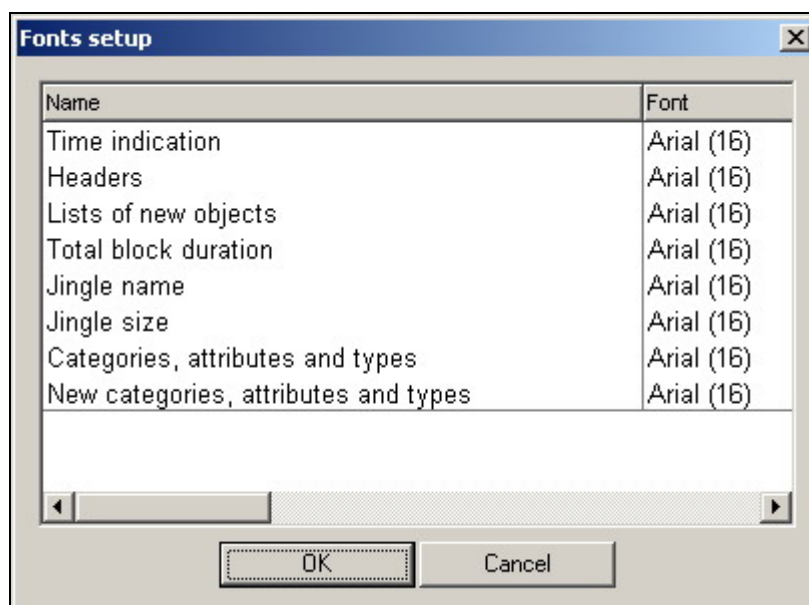 Fonts setup
Name Font
Time indication Arial (16)
Headers Arial (16)
Lists of new objects Arial (16)
Total block duration Arial (16)
Jingle name Arial (16)
Jingle size Arial (16)
Categories, attributes and types Arial (16)
New categories, attributes and types Arial (16)
OK Cancel